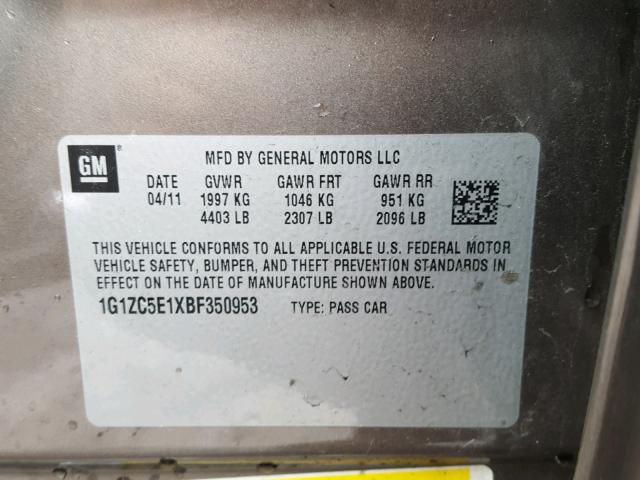 GM
MFD BY GENERAL MOTORS LLC
DATE GVWR GAWR FRT GAWR RR
04/11 1997 KG 1046 KG 951 KG
4403 LB 2307 LB 2096 LB
THIS VEHICLE CONFORMS TO ALL APPLICABLE U.S. FEDERAL MOTOR
VEHICLE SAFETY, BUMPER, AND THEFT PREVENTION STANDARDS IN
EFFECT ON THE DATE OF MANUFACTURE SHOWN ABOVE.
1G1ZC5E1XBF350953 TYPE: PASS CAR